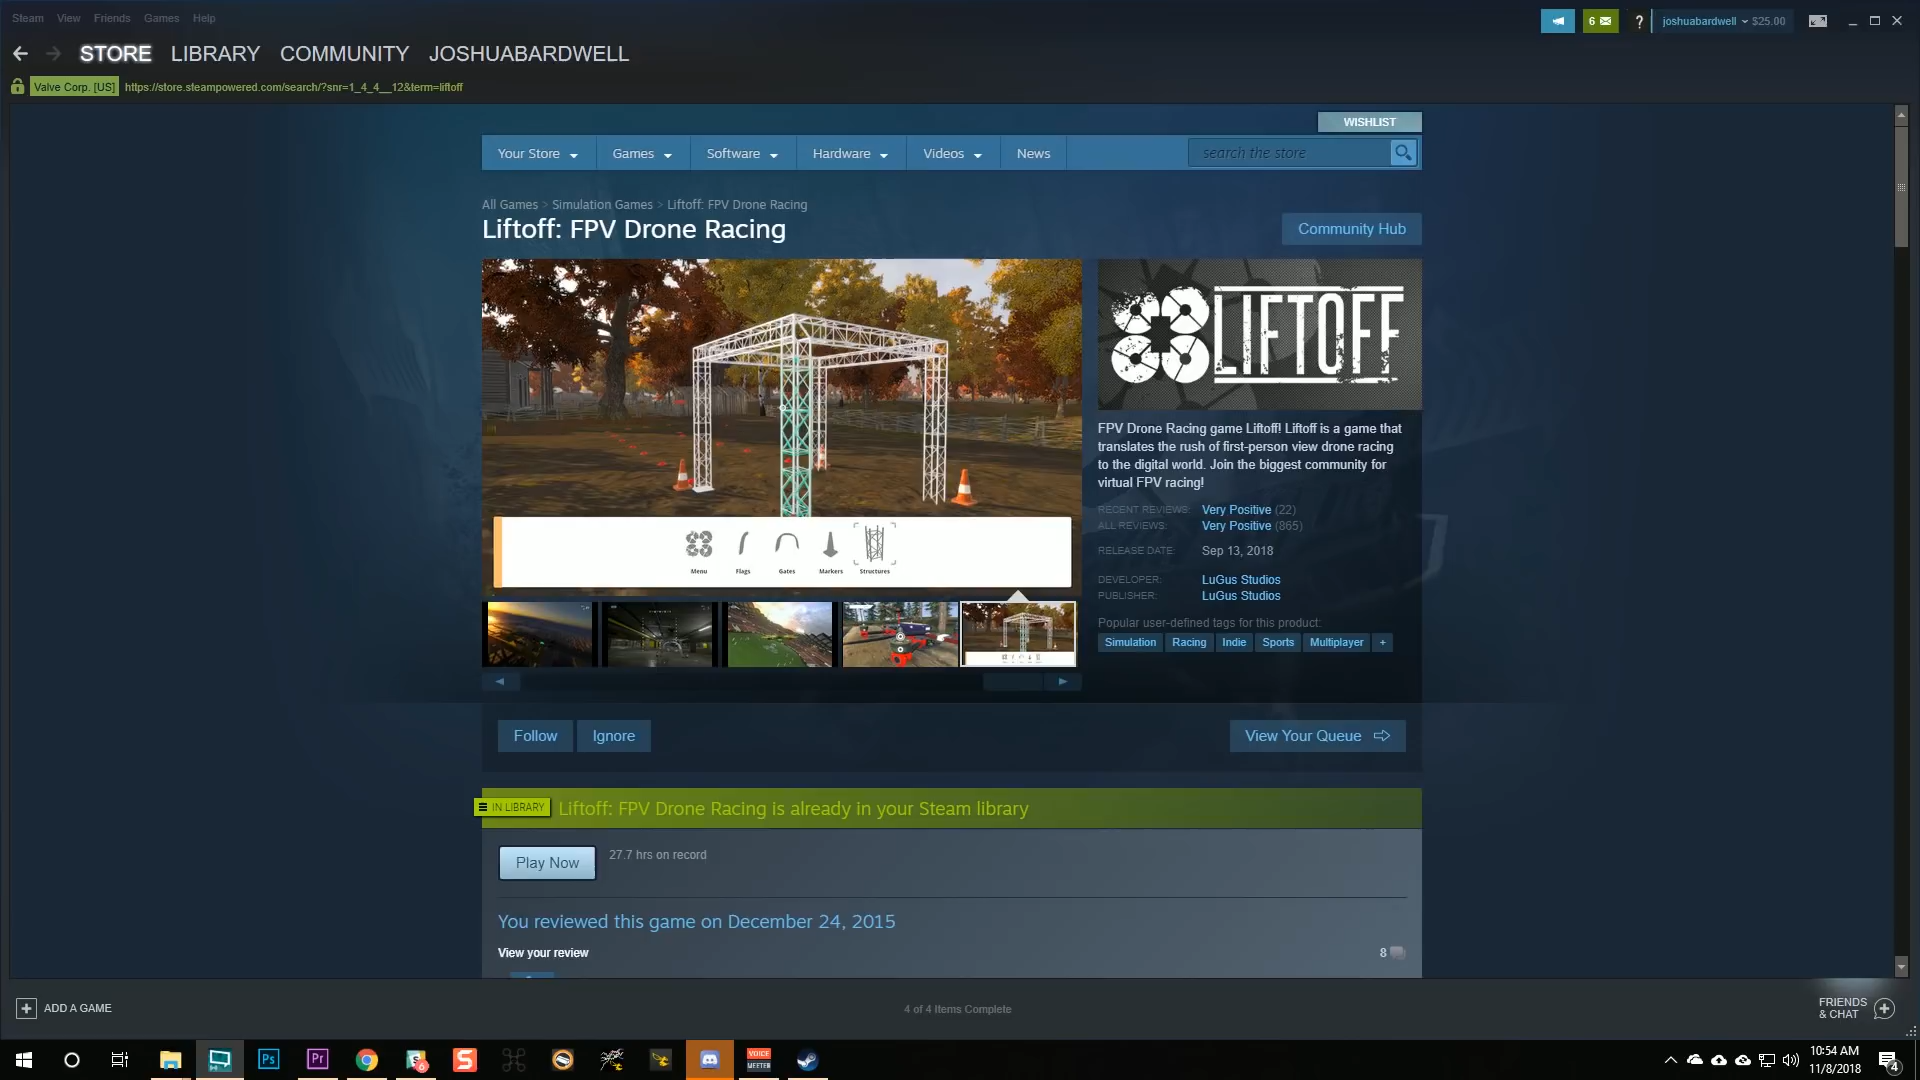 Steam View Friends Games Help
6 ? joshuabardwell $25.00
STORE LIBRARY COMMUNITY JOSHUABARDWELL
Valve Corp. [US] https://store.steampowered.com/search/?snr=1_4_4__12&term=liftoff
WISHLIST
Your Store Games Software Hardware Videos News search the store
All Games > Simulation Games > Liftoff: FPV Drone Racing
Liftoff: FPV Drone Racing
Community Hub
LIFTOFF
FPV Drone Racing game Liftoff! Liftoff is a game that
translates the rush of first-person view drone racing
to the digital world. Join the biggest community for
virtual FPV racing!
RECENT REVIEWS: Very Positive (22)
ALL REVIEWS: Very Positive (865)
RELEASE DATE: Sep 13, 2018
DEVELOPER: LuGus Studios
PUBLISHER: LuGus Studios
Popular user-defined tags for this product:
Simulation Racing Indie Sports Multiplayer +
Menu Flags Gates Markers Structures
Follow Ignore View Your Queue
IN LIBRARY Liftoff: FPV Drone Racing is already in your Steam library
Play Now 27.7 hrs on record
You reviewed this game on December 24, 2015
View your review 8
+ ADD A GAME
4 of 4 Items Complete
FRIENDS
& CHAT +
Ps Pr S 6 S VOICE MEETER
10:54 AM
11/8/2018
4